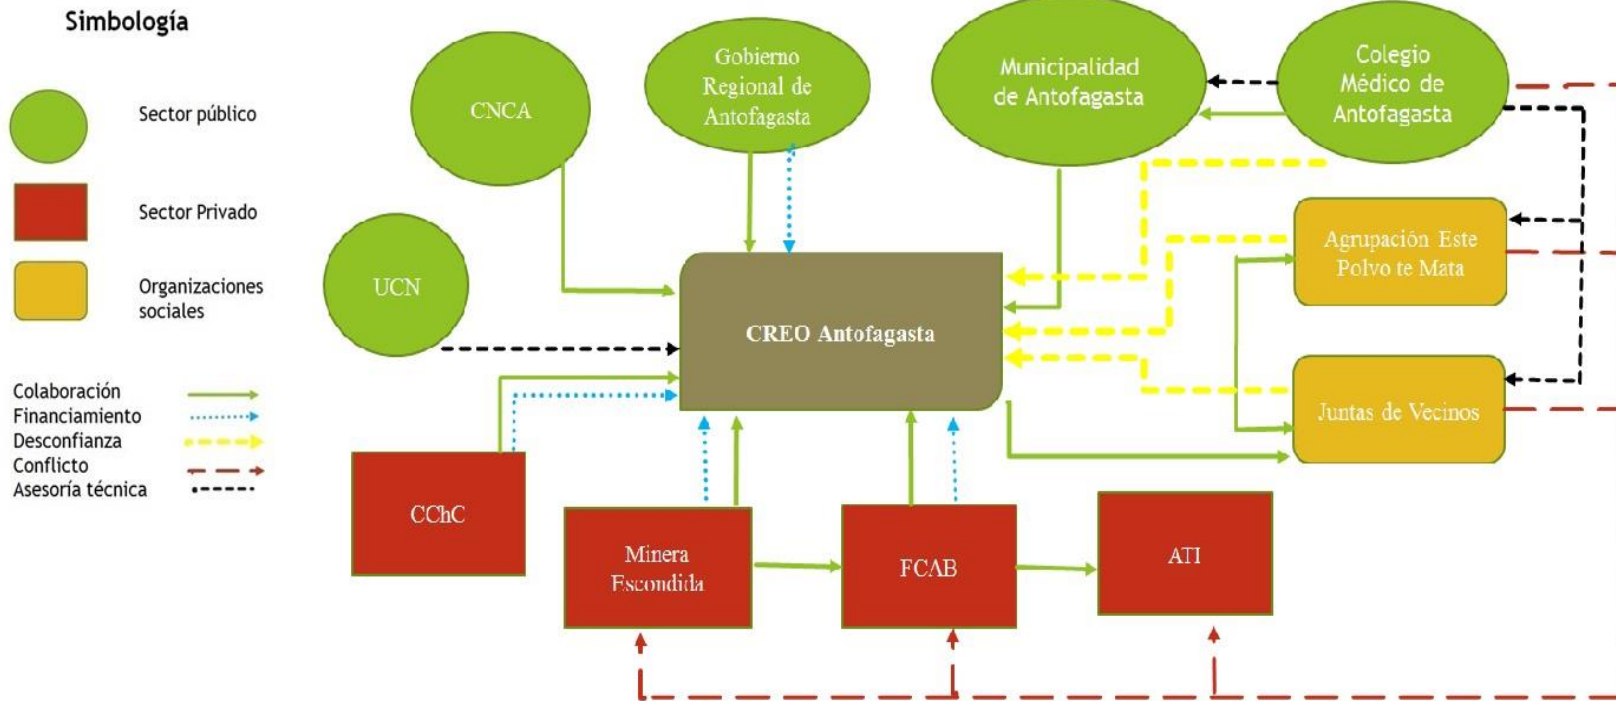 Simbología
Sector público
Sector Privado
Organizaciones
sociales
Colaboración
Financiamiento
Desconfianza
Conflicto
Asesoría técnica
CNCA
Gobierno
Regional de
Antofagasta
Municipalidad
de Antofagasta
Colegio
Médico de
Antofagasta
UCN
CREO Antofagasta
Agrupación Este
Polvo te Mata
Juntas de Vecinos
CChC
Minera
Escondida
FCAB
ATI